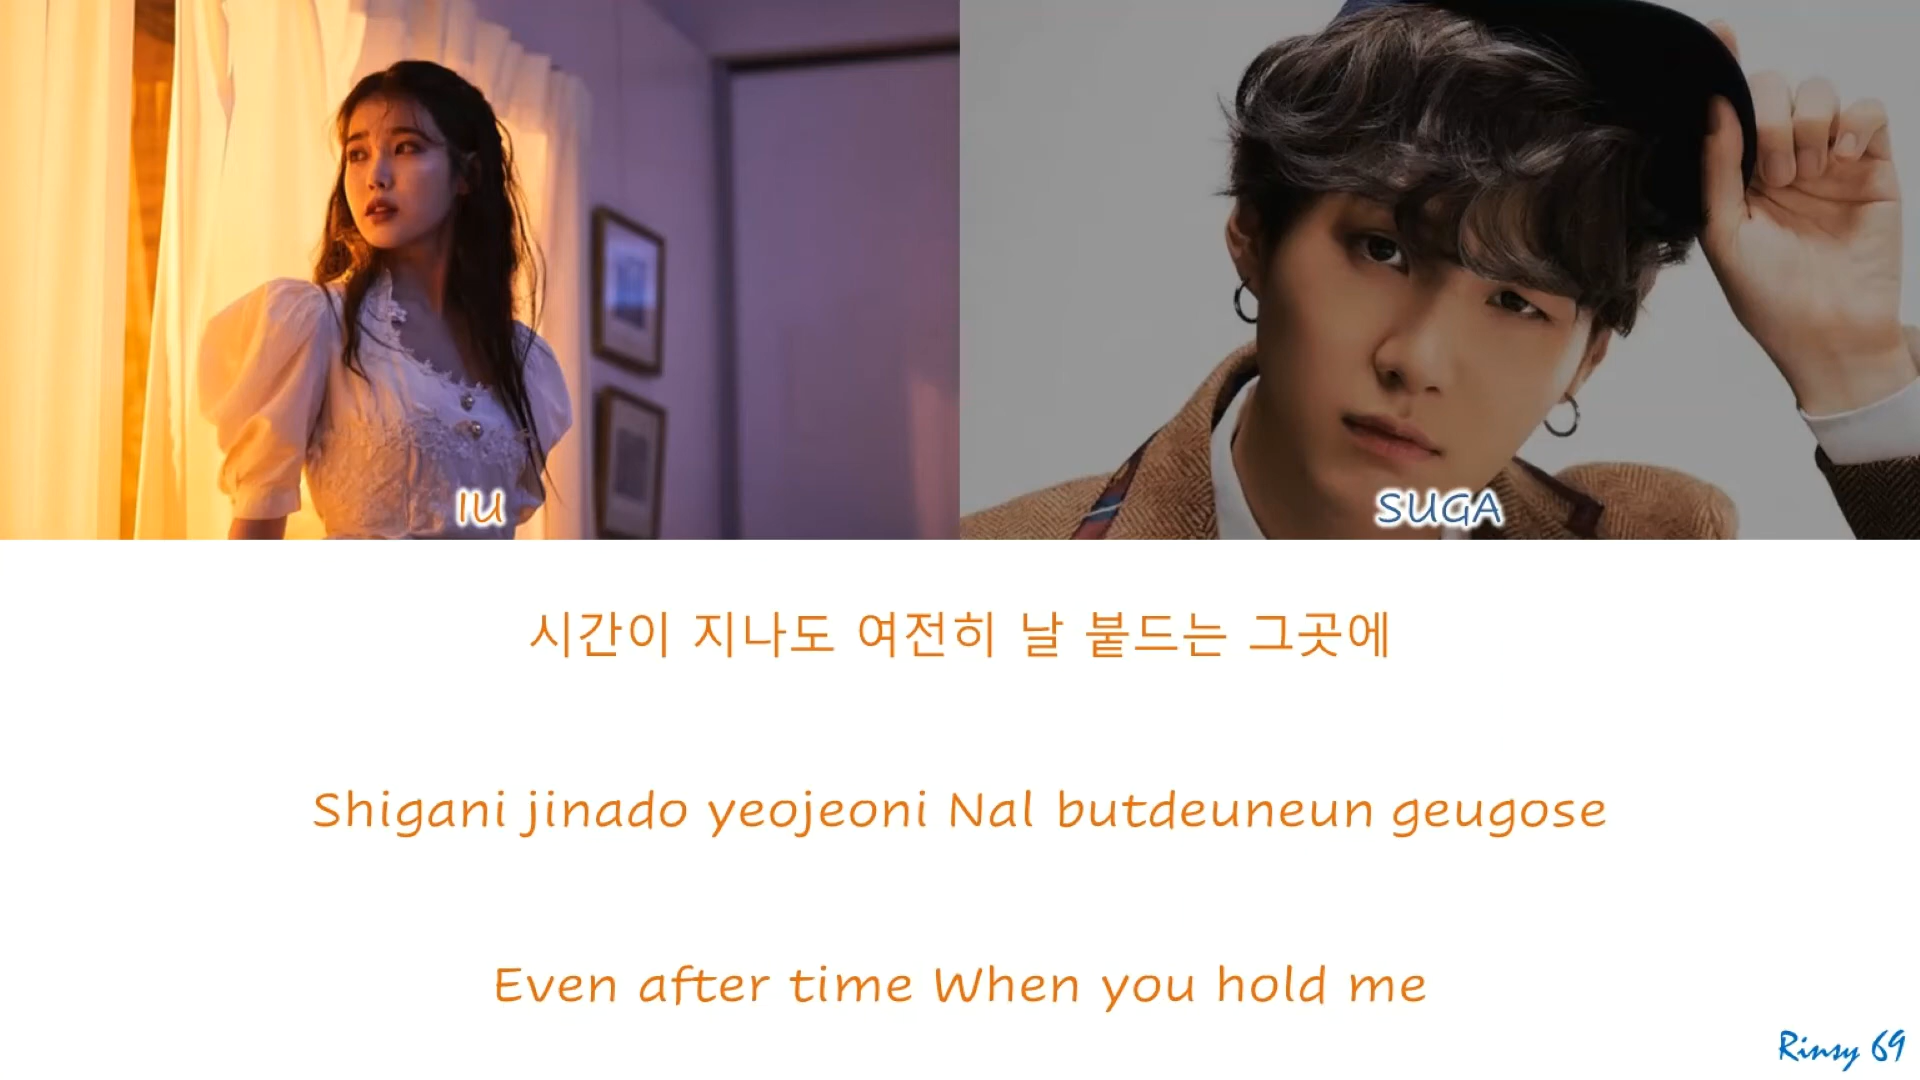 IU
SUGA
시간이 지나도 여전히 날 붙드는 그곳에
Shigani jinado yeojeoni Nal butdeuneun geugose
Even after time When you hold me
Rinsy 69